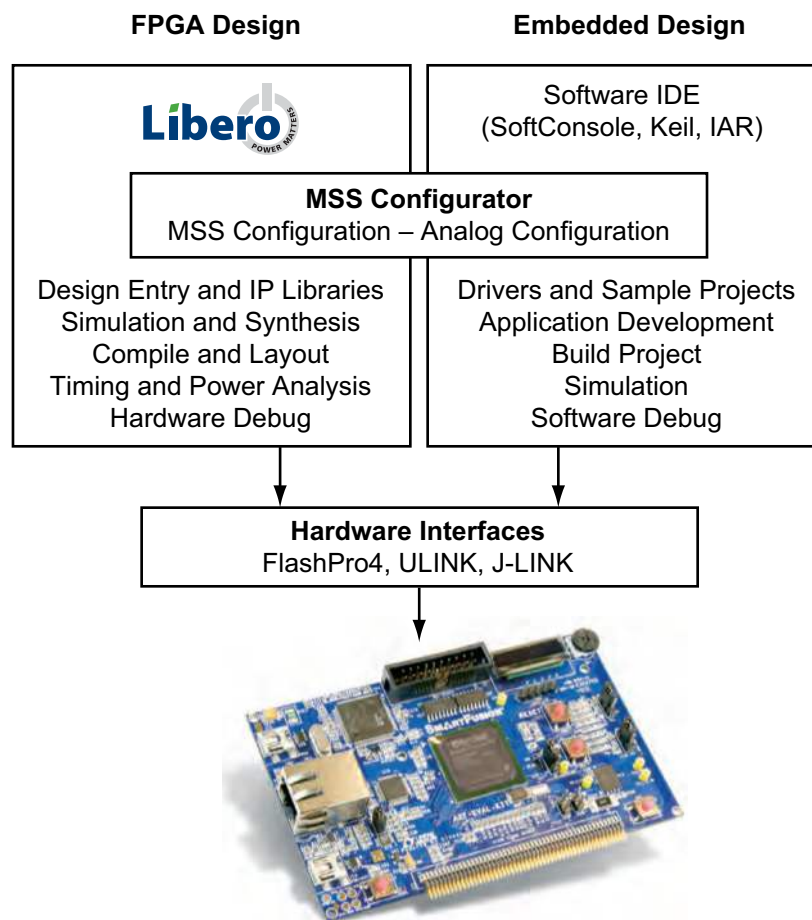 FPGA Design
Embedded Design
Libero
POWER MATTERS
Software IDE
(SoftConsole, Keil, IAR)
MSS Configurator
MSS Configuration – Analog Configuration
Design Entry and IP Libraries
Simulation and Synthesis
Compile and Layout
Timing and Power Analysis
Hardware Debug
Drivers and Sample Projects
Application Development
Build Project
Simulation
Software Debug
Hardware Interfaces
FlashPro4, ULINK, J-LINK
SMARTFUSION
RESET